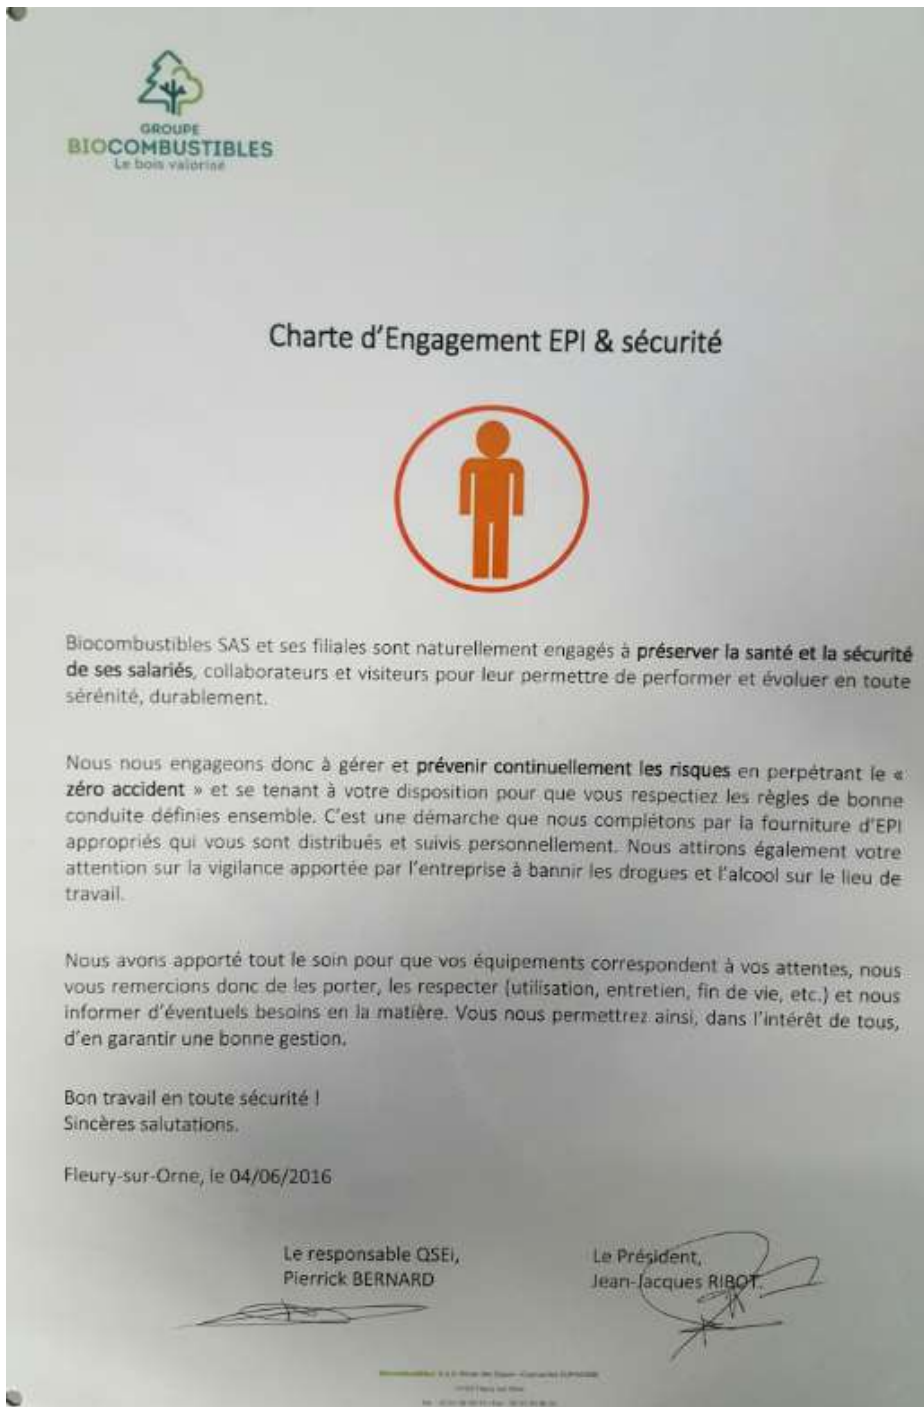 GROUPE
BIOCOMBUSTIBLES
Le bois valorisé
Charte d'Engagement EPI & sécurité
Biocombustibles SAS et ses filiales sont naturellement engagés à préserver la santé et la sécurité
de ses salariés, collaborateurs et visiteurs pour leur permettre de performer et évoluer en toute
sérénité, durablement.
Nous nous engageons donc à gérer et prévenir continuellement les risques en perpétrant le «
zéro accident » et se tenant à votre disposition pour que vous respectiez les règles de bonne
conduite définies ensemble. C'est une démarche que nous complétons par la fourniture d'EPI
appropriés qui vous sont distribués et suivis personnellement. Nous attirons également votre
attention sur la vigilance apportée par l'entreprise à bannir les drogues et l'alcool sur le lieu de
travail.
Nous avons apporté tout le soin pour que vos équipements correspondent à vos attentes, nous
vous remercions donc de les porter, les respecter (utilisation, entretien, fin de vie, etc.) et nous
informer d'éventuels besoins en la matière. Vous nous permettrez ainsi, dans l'intérêt de tous,
d'en garantir une bonne gestion.
Bon travail en toute sécurité !
Sincères salutations.
Fleury-sur-Orne, le 04/06/2016
Le responsable QSEi,
Pierrick BERNARD
Le Président,
Jean-Jacques RIBOT.
Biocombustibles